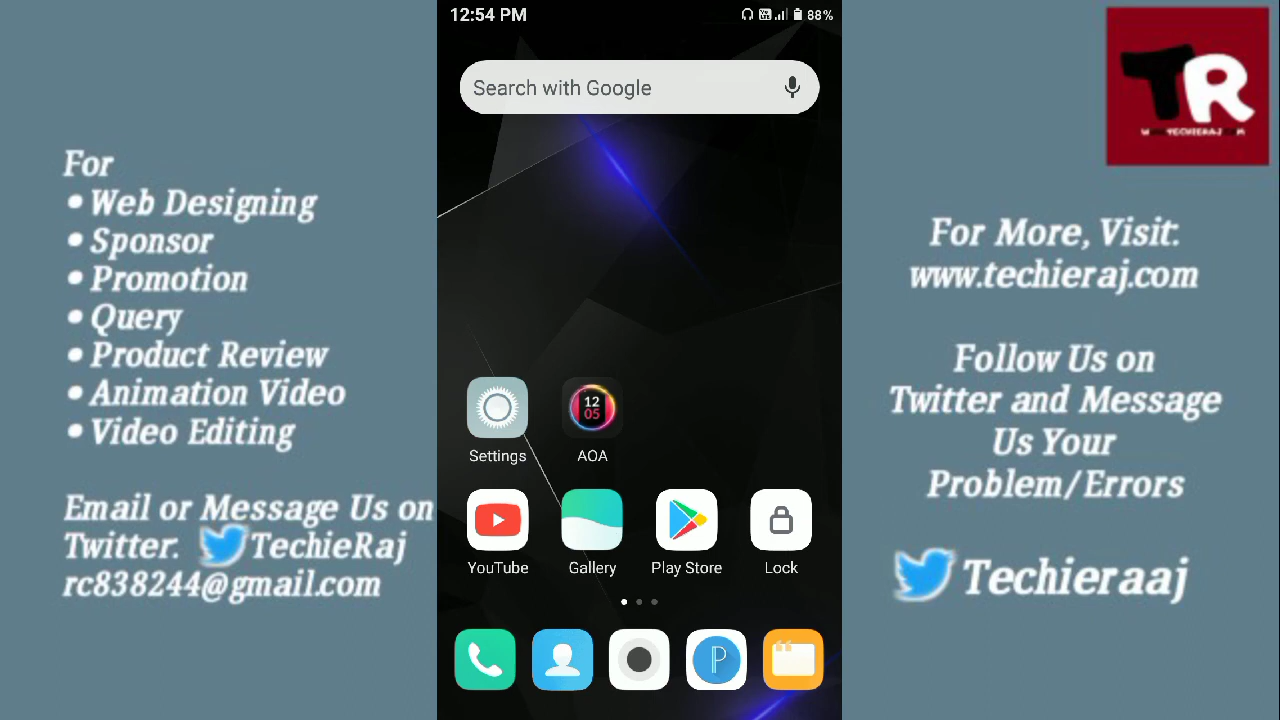 For
• Web Designing
• Sponsor
• Promotion
• Query
• Product Review
• Animation Video
• Video Editing
Email or Message Us on
Twitter. TechieRaj
rc838244@gmail.com
12:54 PM
88%
Search with Google
12
05
Settings
AOA
YouTube
Gallery
Play Store
Lock
P
TR
For More, Visit:
www.techieraj.com
Follow Us on
Twitter and Message
Us Your
Problem/Errors
Techieraaj